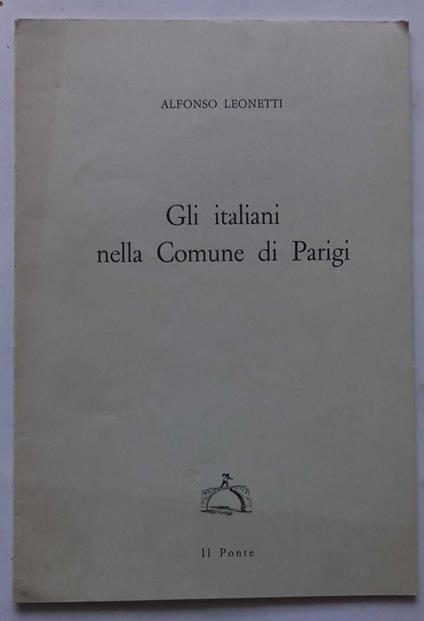 ALFONSO LEONETTI
Gli italiani
nella Comune di Parigi
Il Ponte